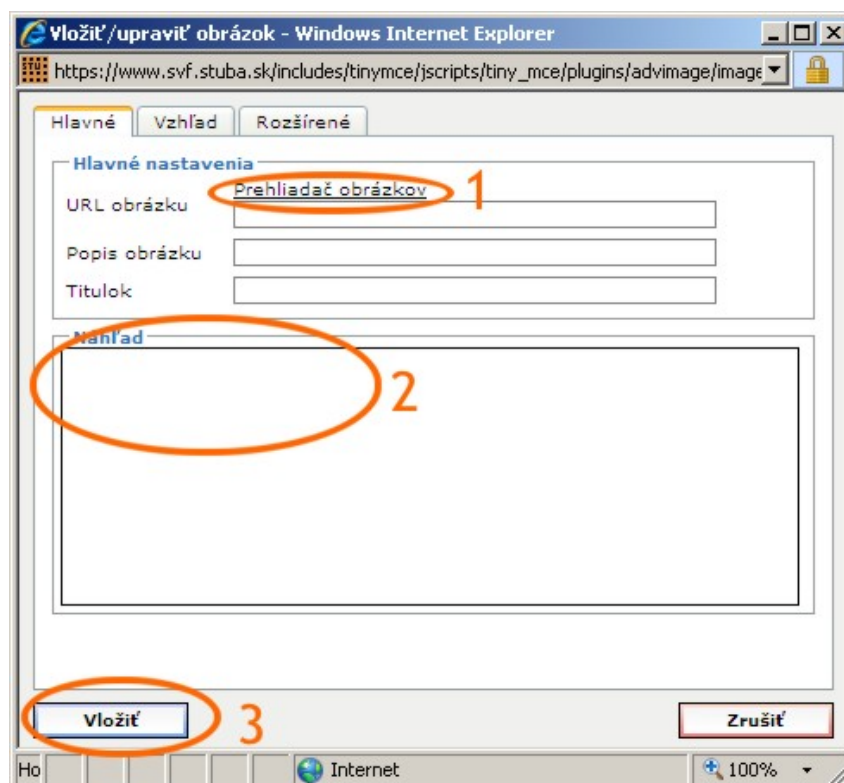 Vložiť/upraviť obrázok - Windows Internet Explorer
STU
https://www.svf.stuba.sk/includes/tinymce/jscripts/tiny_mce/plugins/advimage/image
Hlavné Vzhľad Rozšírené
Hlavné nastavenia
Prehliadač obrázkov 1
URL obrázku
Popis obrázku
Titulok
Náhľad
2
Vložiť 3 Zrušiť
Ho Internet 100%